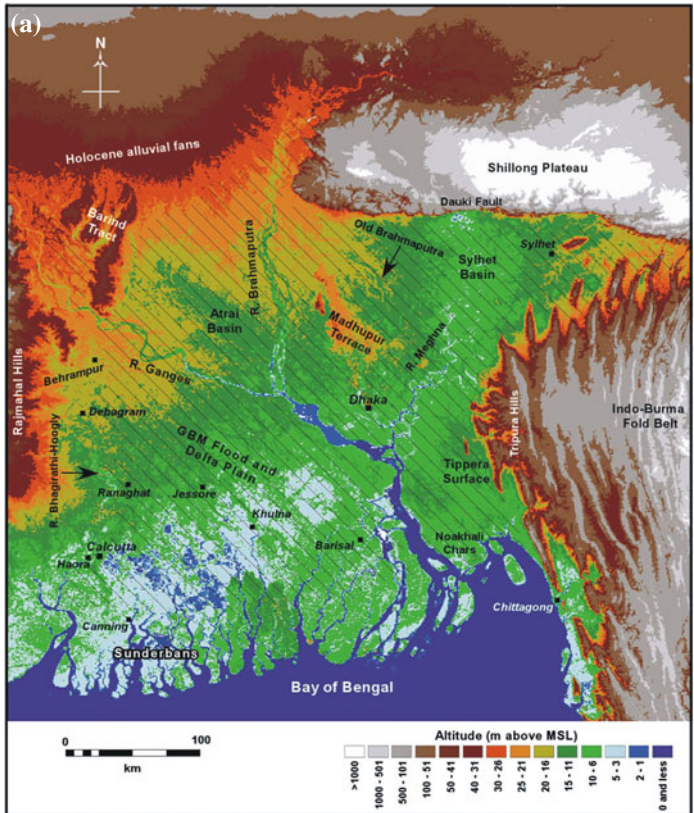 (a)
N
Holocene alluvial fans
Shillong Plateau
Barind
Tract
Dauki Fault
Old Brahmaputra
Sylhet
Sylhet
Basin
R. Brahmaputra
Atrai
Basin
Madhupur
Terrace
R. Meghna
Rajmahal Hills
Behrampur
R. Ganges
Dhaka
Tripura Hills
Indo-Burma
Fold Belt
Debagram
GBM Flood and
Delta Plain
R. Bhagirathi-Hoogly
Tippera
Surface
Ranaghat
Jessore
Khulna
Barisal
Noakhali
Chars
Calcutta
Haora
Chittagong
Canning
Sunderbans
Bay of Bengal
0
100
km
Altitude (m above MSL)
>1000
1000 - 501
500 - 101
100 - 51
50 - 41
40 - 31
30 - 26
25 - 21
20 - 16
15 - 11
10 - 6
5 - 3
2 - 1
0 and less